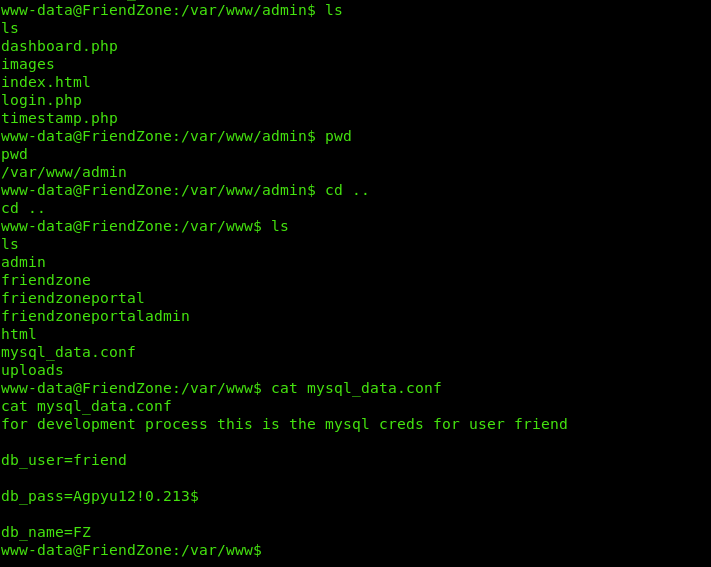 www-data@FriendZone:/var/www/admin$ ls
ls
dashboard.php
images
index.html
login.php
timestamp.php
www-data@FriendZone:/var/www/admin$ pwd
pwd
/var/www/admin
www-data@FriendZone:/var/www/admin$ cd ..
cd ..
www-data@FriendZone:/var/www$ ls
ls
admin
friendzone
friendzoneportal
friendzoneportaladmin
html
mysql_data.conf
uploads
www-data@FriendZone:/var/www$ cat mysql_data.conf
cat mysql_data.conf
for development process this is the mysql creds for user friend
db_user=friend
db_pass=Agpyu12!0.213$
db_name=FZ
www-data@FriendZone:/var/www$